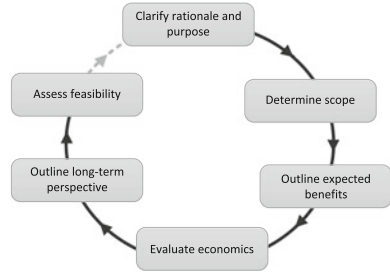 Clarify rationale and
purpose
Determine scope
Outline expected
benefits
Evaluate economics
Outline long-term
perspective
Assess feasibility